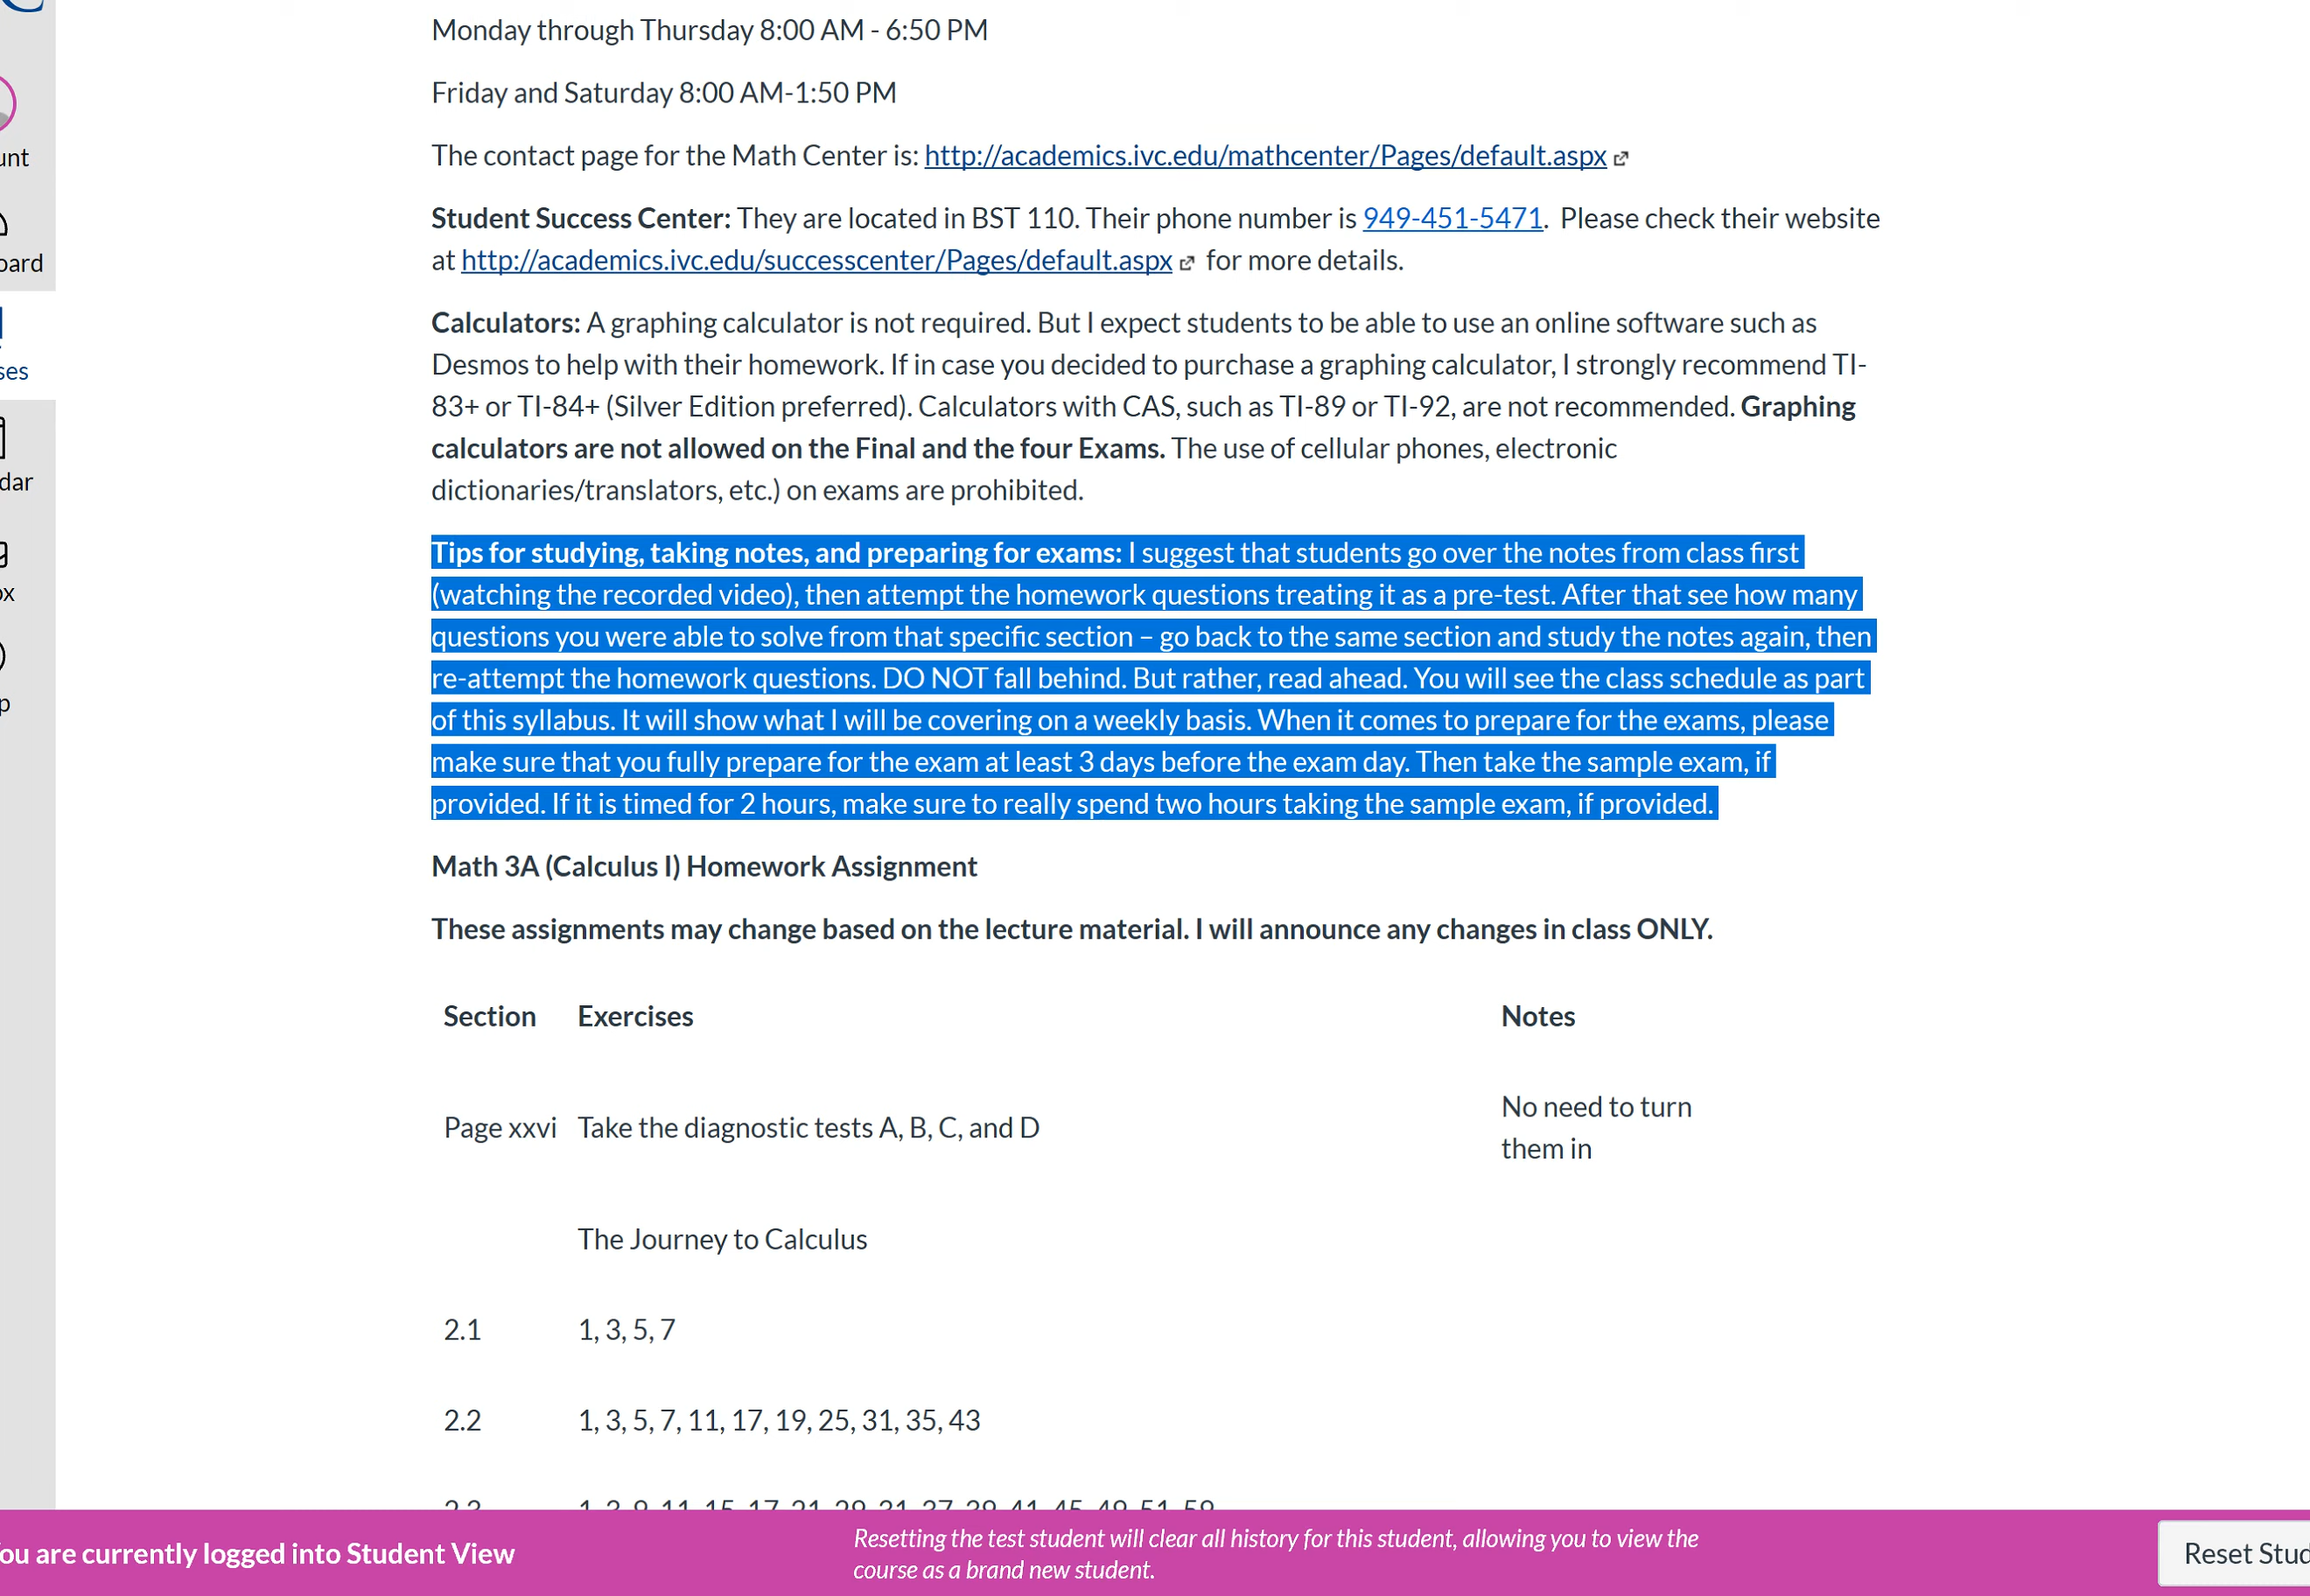 Monday through Thursday 8:00 AM - 6:50 PM
Friday and Saturday 8:00 AM-1:50 PM
The contact page for the Math Center is: http://academics.ivc.edu/mathcenter/Pages/default.aspx
Student Success Center: They are located in BST 110. Their phone number is 949-451-5471.  Please check their website
at http://academics.ivc.edu/successcenter/Pages/default.aspx  for more details.
Calculators: A graphing calculator is not required. But I expect students to be able to use an online software such as
Desmos to help with their homework. If in case you decided to purchase a graphing calculator, I strongly recommend TI-
83+ or TI-84+ (Silver Edition preferred). Calculators with CAS, such as TI-89 or TI-92, are not recommended. Graphing
calculators are not allowed on the Final and the four Exams. The use of cellular phones, electronic
dictionaries/translators, etc.) on exams are prohibited.
Tips for studying, taking notes, and preparing for exams: I suggest that students go over the notes from class first
(watching the recorded video), then attempt the homework questions treating it as a pre-test. After that see how many
questions you were able to solve from that specific section – go back to the same section and study the notes again, then
re-attempt the homework questions. DO NOT fall behind. But rather, read ahead. You will see the class schedule as part
of this syllabus. It will show what I will be covering on a weekly basis. When it comes to prepare for the exams, please
make sure that you fully prepare for the exam at least 3 days before the exam day. Then take the sample exam, if
provided. If it is timed for 2 hours, make sure to really spend two hours taking the sample exam, if provided.
Math 3A (Calculus I) Homework Assignment
These assignments may change based on the lecture material. I will announce any changes in class ONLY.
Section Exercises Notes
Page xxvi Take the diagnostic tests A, B, C, and D No need to turn
them in
The Journey to Calculus
2.1 1, 3, 5, 7
2.2 1, 3, 5, 7, 11, 17, 19, 25, 31, 35, 43
unt
oard
ses
dar
ox
p
ou are currently logged into Student View
Resetting the test student will clear all history for this student, allowing you to view the
course as a brand new student.
Reset Stud